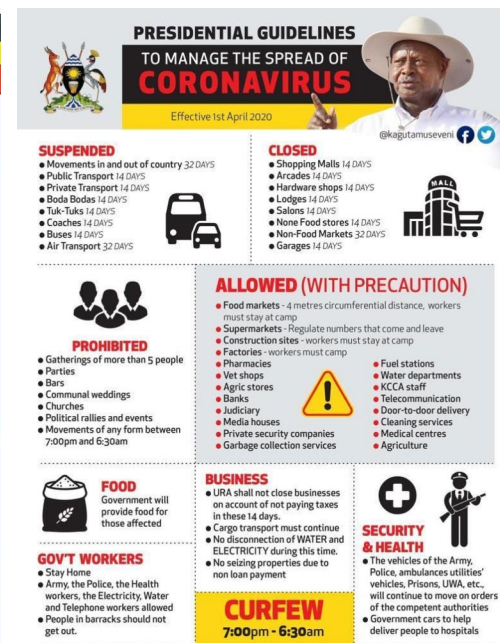 PRESIDENTIAL GUIDELINES
TO MANAGE THE SPREAD OF
CORONAVIRUS
Effective 1st April 2020
@kagutamuseveni
SUSPENDED
● Movements in and out of country 32 DAYS
● Public Transport 14 DAYS
● Private Transport 14 DAYS
● Boda Bodas 14 DAYS
● Tuk-Tuks 14 DAYS
● Coaches 14 DAYS
● Buses 14 DAYS
● Air Transport 32 DAYS
CLOSED
● Shopping Malls 14 DAYS
● Arcades 14 DAYS
● Hardware shops 14 DAYS
● Lodges 14 DAYS
● Salons 14 DAYS
● None Food stores 14 DAYS
● Non-Food Markets 32 DAYS
● Garages 14 DAYS
MALL
PROHIBITED
● Gatherings of more than 5 people
● Parties
● Bars
● Communal weddings
● Churches
● Political rallies and events
● Movements of any form between
7:00pm and 6:30am
ALLOWED (WITH PRECAUTION)
● Food markets - 4 metres circumferential distance, workers
must stay at camp
● Supermarkets - Regulate numbers that come and leave
● Construction sites - workers must stay at camp
● Factories - workers must camp
● Pharmacies
● Vet shops
● Agric stores
● Banks
● Judiciary
● Media houses
● Private security companies
● Garbage collection services
● Fuel stations
● Water departments
● KCCA staff
● Telecommunication
● Door-to-door delivery
● Cleaning services
● Medical centres
● Agriculture
FOOD
Government will
provide food for
those affected
GOV'T WORKERS
● Stay Home
● Army, the Police, the Health
workers, the Electricity, Water
and Telephone workers allowed
● People in barracks should not
get out.
BUSINESS
● URA shall not close businesses
on account of not paying taxes
in these 14 days.
● Cargo transport must continue
● No disconnection of WATER and
ELECTRICITY during this time.
● No seizing properties due to
non loan payment
CURFEW
7:00pm - 6:30am
SECURITY
& HEALTH
● The vehicles of the Army,
Police, ambulances utilities'
vehicles, Prisons, UWA, etc.,
will continue to move on orders
of the competent authorities
● Government cars to help
deliver people to hospitals